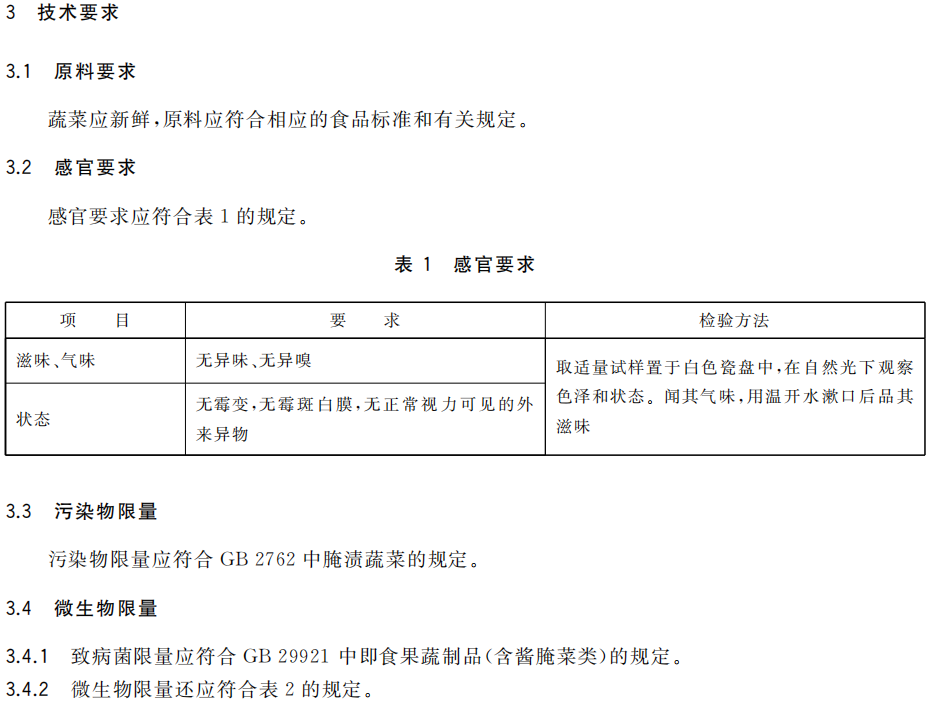 3 技术要求
3.1 原料要求
蔬菜应新鲜,原料应符合相应的食品标准和有关规定。
3.2 感官要求
感官要求应符合表 1 的规定。
表 1 感官要求
项 目 要 求 检验方法
滋味、气味 无异味、无异嗅
取适量试样置于白色瓷盘中,在自然光下观察
色泽和状态。闻其气味,用温开水漱口后品其
滋味
状态 无霉变,无霉斑白膜,无正常视力可见的外
来异物
3.3 污染物限量
污染物限量应符合 GB 2762 中腌渍蔬菜的规定。
3.4 微生物限量
3.4.1 致病菌限量应符合 GB 29921 中即食果蔬制品(含酱腌菜类)的规定。
3.4.2 微生物限量还应符合表 2 的规定。